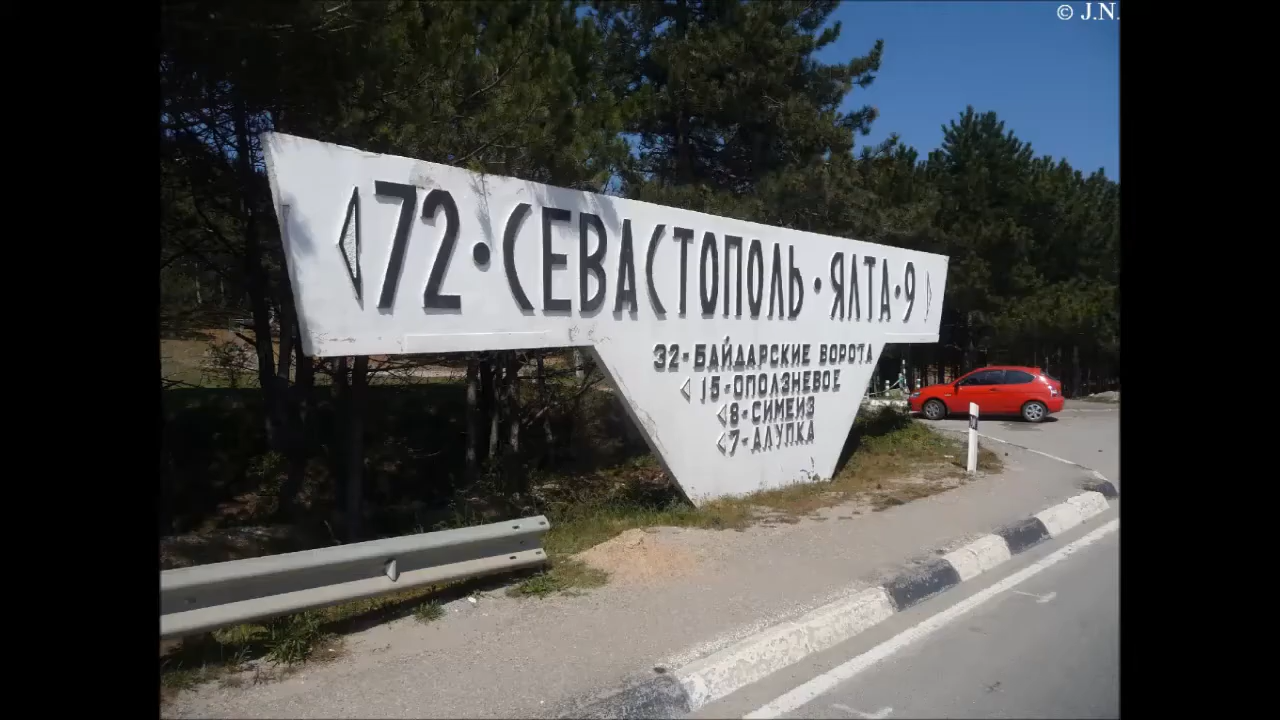 © J.N.
72·СЕВАСТОПОЛЬ·ЯЛТА·9
32-БАЙДАРСКИЕ ВОРОТА
15-ОПОЛЗНЕВОЕ
8-СИМЕИЗ
7-АЛУПКА